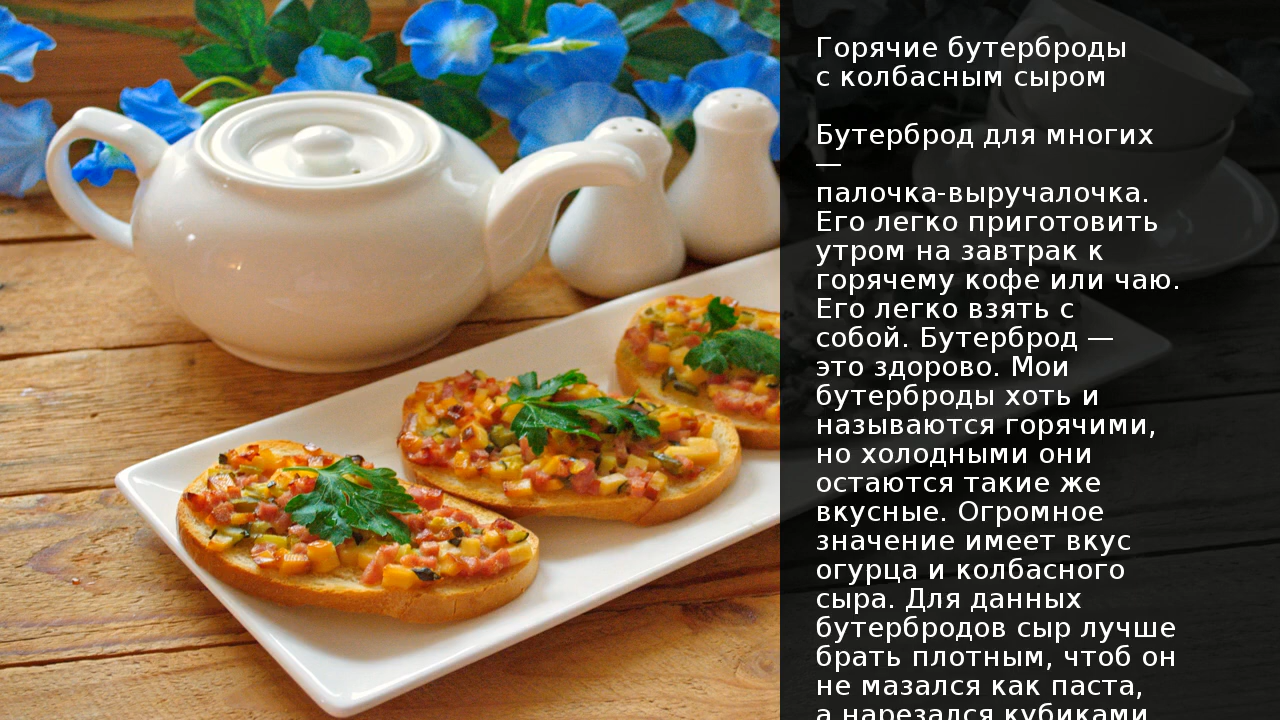 Горячие бутерброды
с колбасным сыром
Бутерброд для многих
—
палочка-выручалочка.
Его легко приготовить
утром на завтрак к
горячему кофе или чаю.
Его легко взять с
собой. Бутерброд —
это здорово. Мои
бутерброды хоть и
называются горячими,
но холодными они
остаются такие же
вкусные. Огромное
значение имеет вкус
огурца и колбасного
сыра. Для данных
бутербродов сыр лучше
брать плотным, чтоб он
не мазался как паста,
а нарезался кубиками